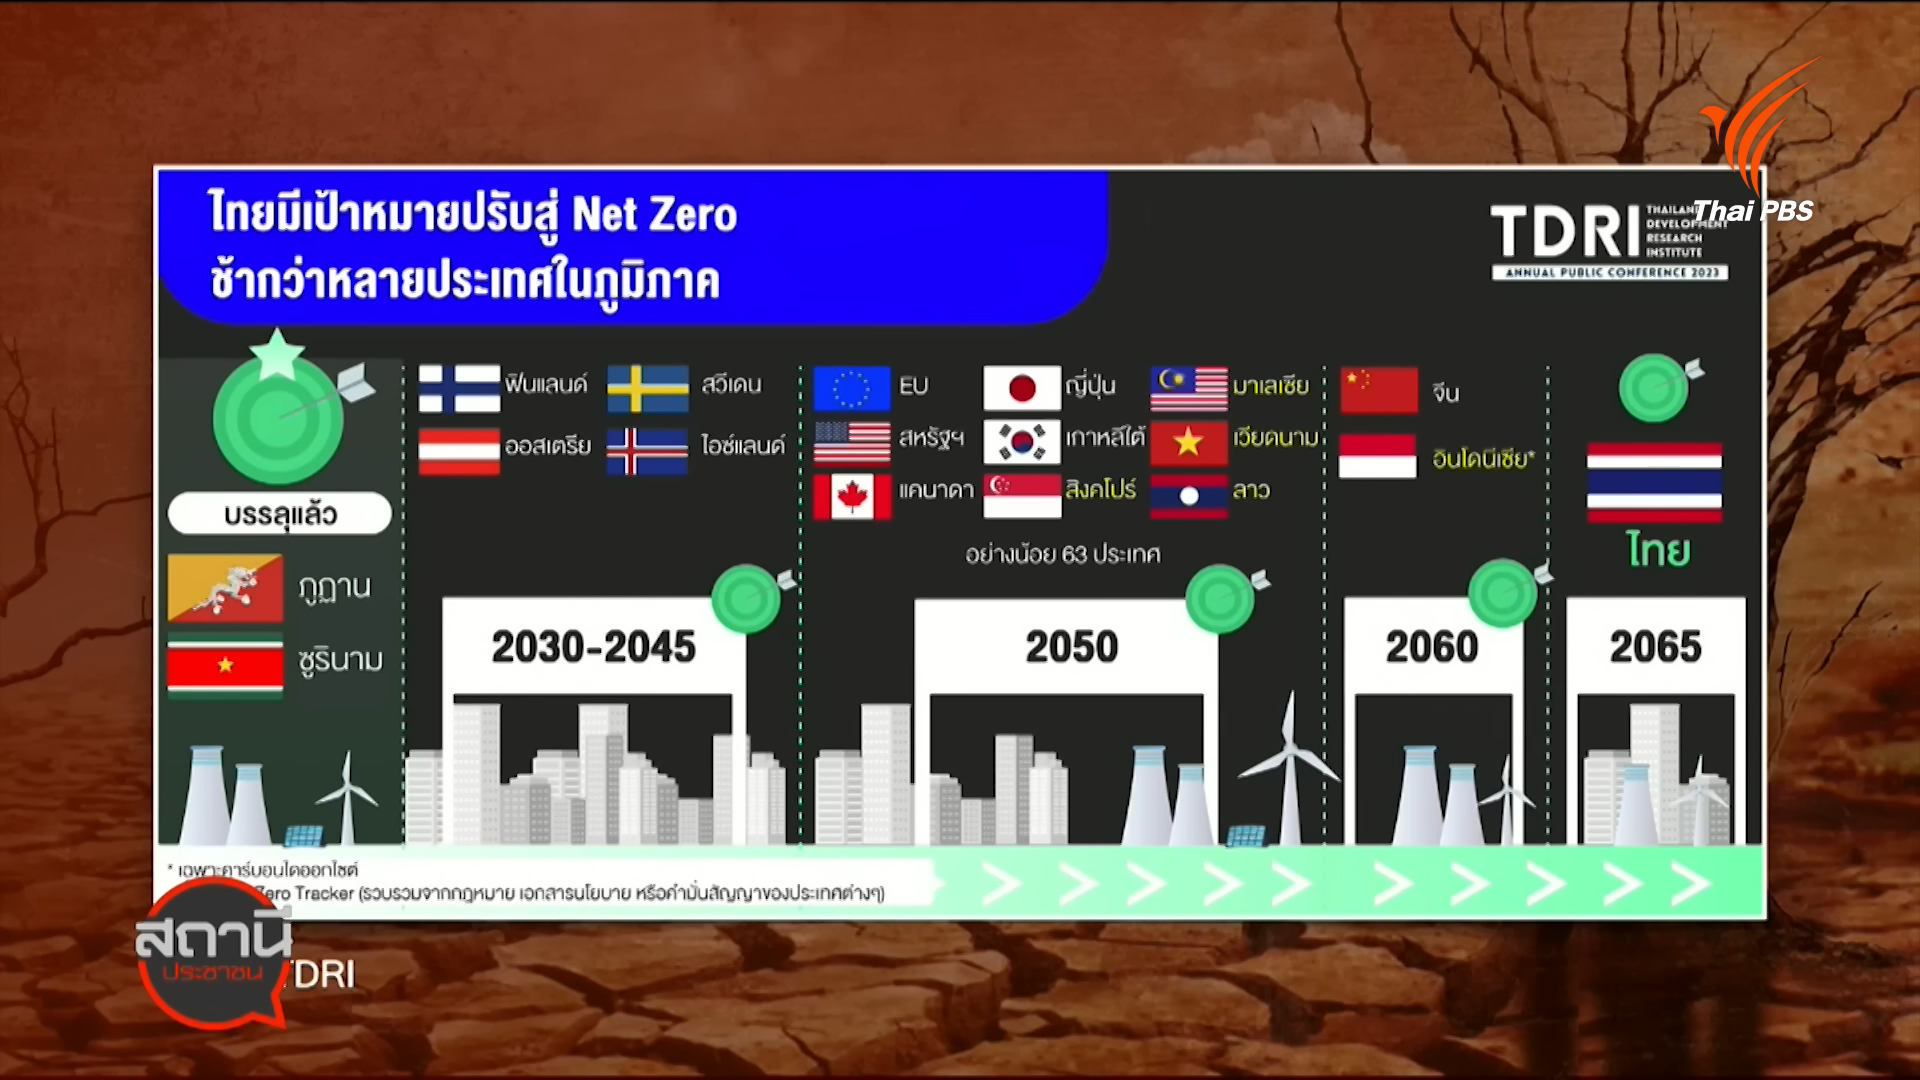 ไทยมีเป้าหมายปรับสู่ Net Zero
ช้ากว่าหลายประเทศในภูมิภาค
TDRI
THAILAND
DEVELOPMENT
RESEARCH
INSTITUTE
ANNUAL PUBLIC CONFERENCE 2023
Thai PBS
บรรลุแล้ว
ภูฏาน
ซูรินาม
ฟินแลนด์
สวีเดน
ออสเตรีย
ไอซ์แลนด์
2030-2045
EU
ญี่ปุ่น
มาเลเซีย
สหรัฐฯ
เกาหลีใต้
เวียดนาม
แคนาดา
สิงคโปร์
ลาว
อย่างน้อย 63 ประเทศ
2050
จีน
อินโดนีเซีย*
2060
ไทย
2065
* เฉพาะคาร์บอนไดออกไซต์
Tracker (รวบรวมจากกฎหมาย เอกสารนโยบาย หรือคำมั่นสัญญาของประเทศต่างๆ)
สถานี
ประชาชน
TDRI